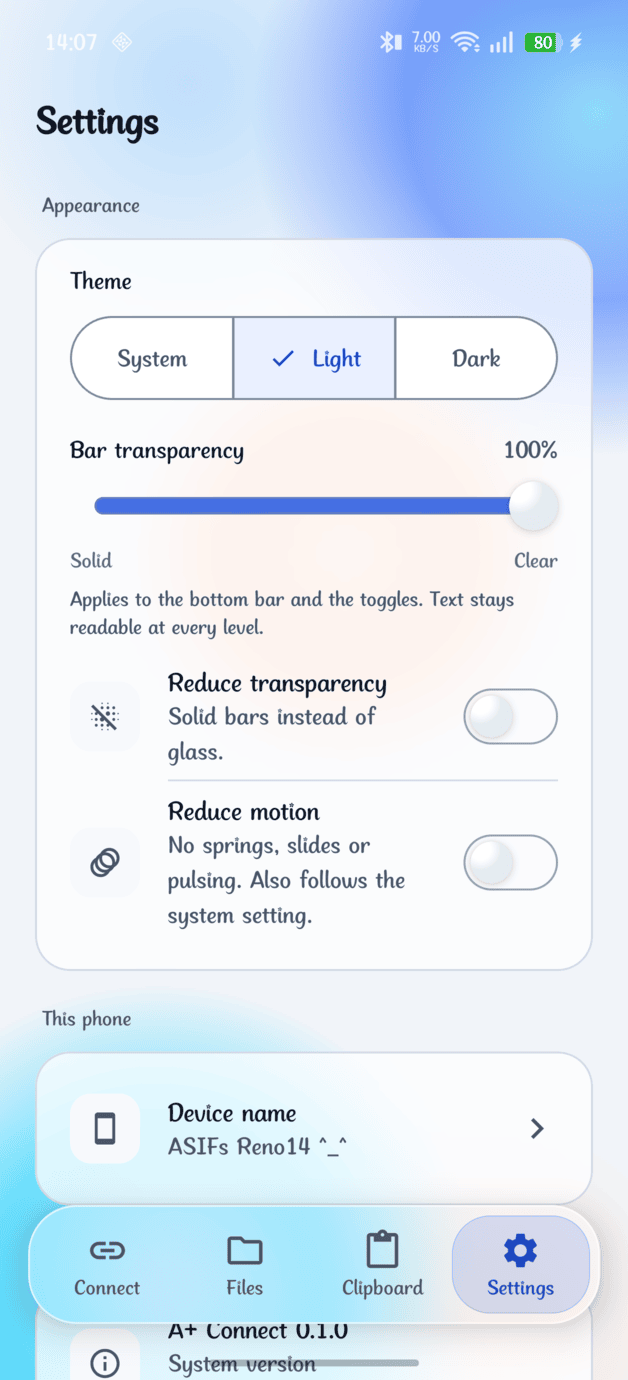 14:07
7.00
KB/S
80
Settings
Appearance
Theme
System Light Dark
Bar transparency 100%
Solid Clear
Applies to the bottom bar and the toggles. Text stays
readable at every level.
Reduce transparency
Solid bars instead of
glass.
Reduce motion
No springs, slides or
pulsing. Also follows the
system setting.
This phone
Device name
ASIFs Reno14 ^_^
Connect Files Clipboard Settings
A+ Connect 0.1.0
System version